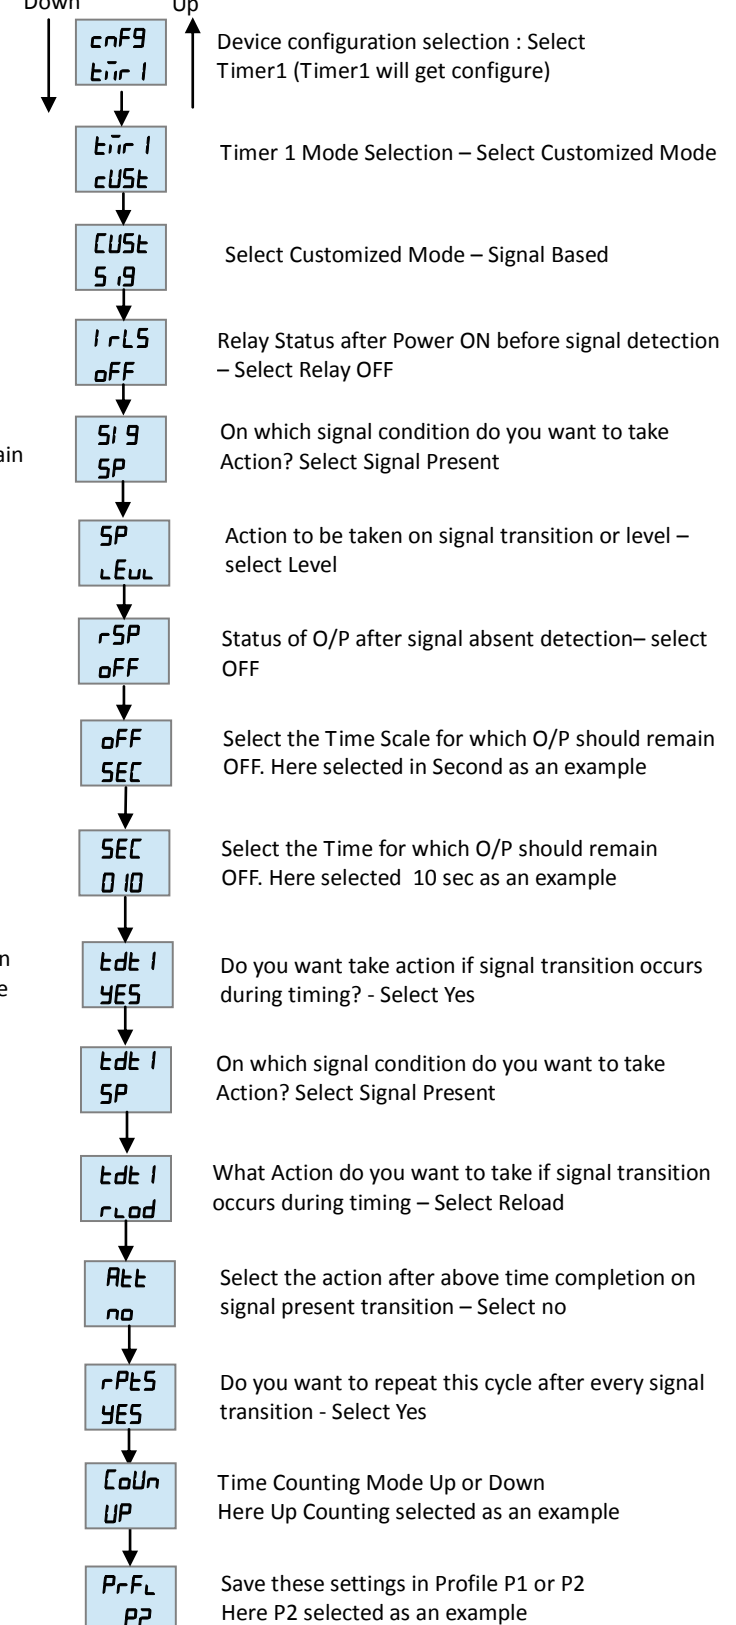 Down Up
cnF9
tmr 1
Device configuration selection : Select
Timer1 (Timer1 will get configure)
tmr 1
cUSt
Timer 1 Mode Selection – Select Customized Mode
CUSt
Si9
Select Customized Mode – Signal Based
IrLS
oFF
Relay Status after Power ON before signal detection
– Select Relay OFF
SI9
SP
On which signal condition do you want to take
Action? Select Signal Present
ain
SP
LEvL
Action to be taken on signal transition or level –
select Level
rSP
oFF
Status of O/P after signal absent detection– select
OFF
oFF
SEC
Select the Time Scale for which O/P should remain
OFF. Here selected in Second as an example
SEC
010
Select the Time for which O/P should remain
OFF. Here selected 10 sec as an example
tdt 1
YES
Do you want take action if signal transition occurs
during timing? - Select Yes
n
e
tdt 1
SP
On which signal condition do you want to take
Action? Select Signal Present
tdt 1
rLod
What Action do you want to take if signal transition
occurs during timing – Select Reload
Att
no
Select the action after above time completion on
signal present transition – Select no
rPtS
YES
Do you want to repeat this cycle after every signal
transition - Select Yes
CoUn
UP
Time Counting Mode Up or Down
Here Up Counting selected as an example
PrFL
P2
Save these settings in Profile P1 or P2
Here P2 selected as an example